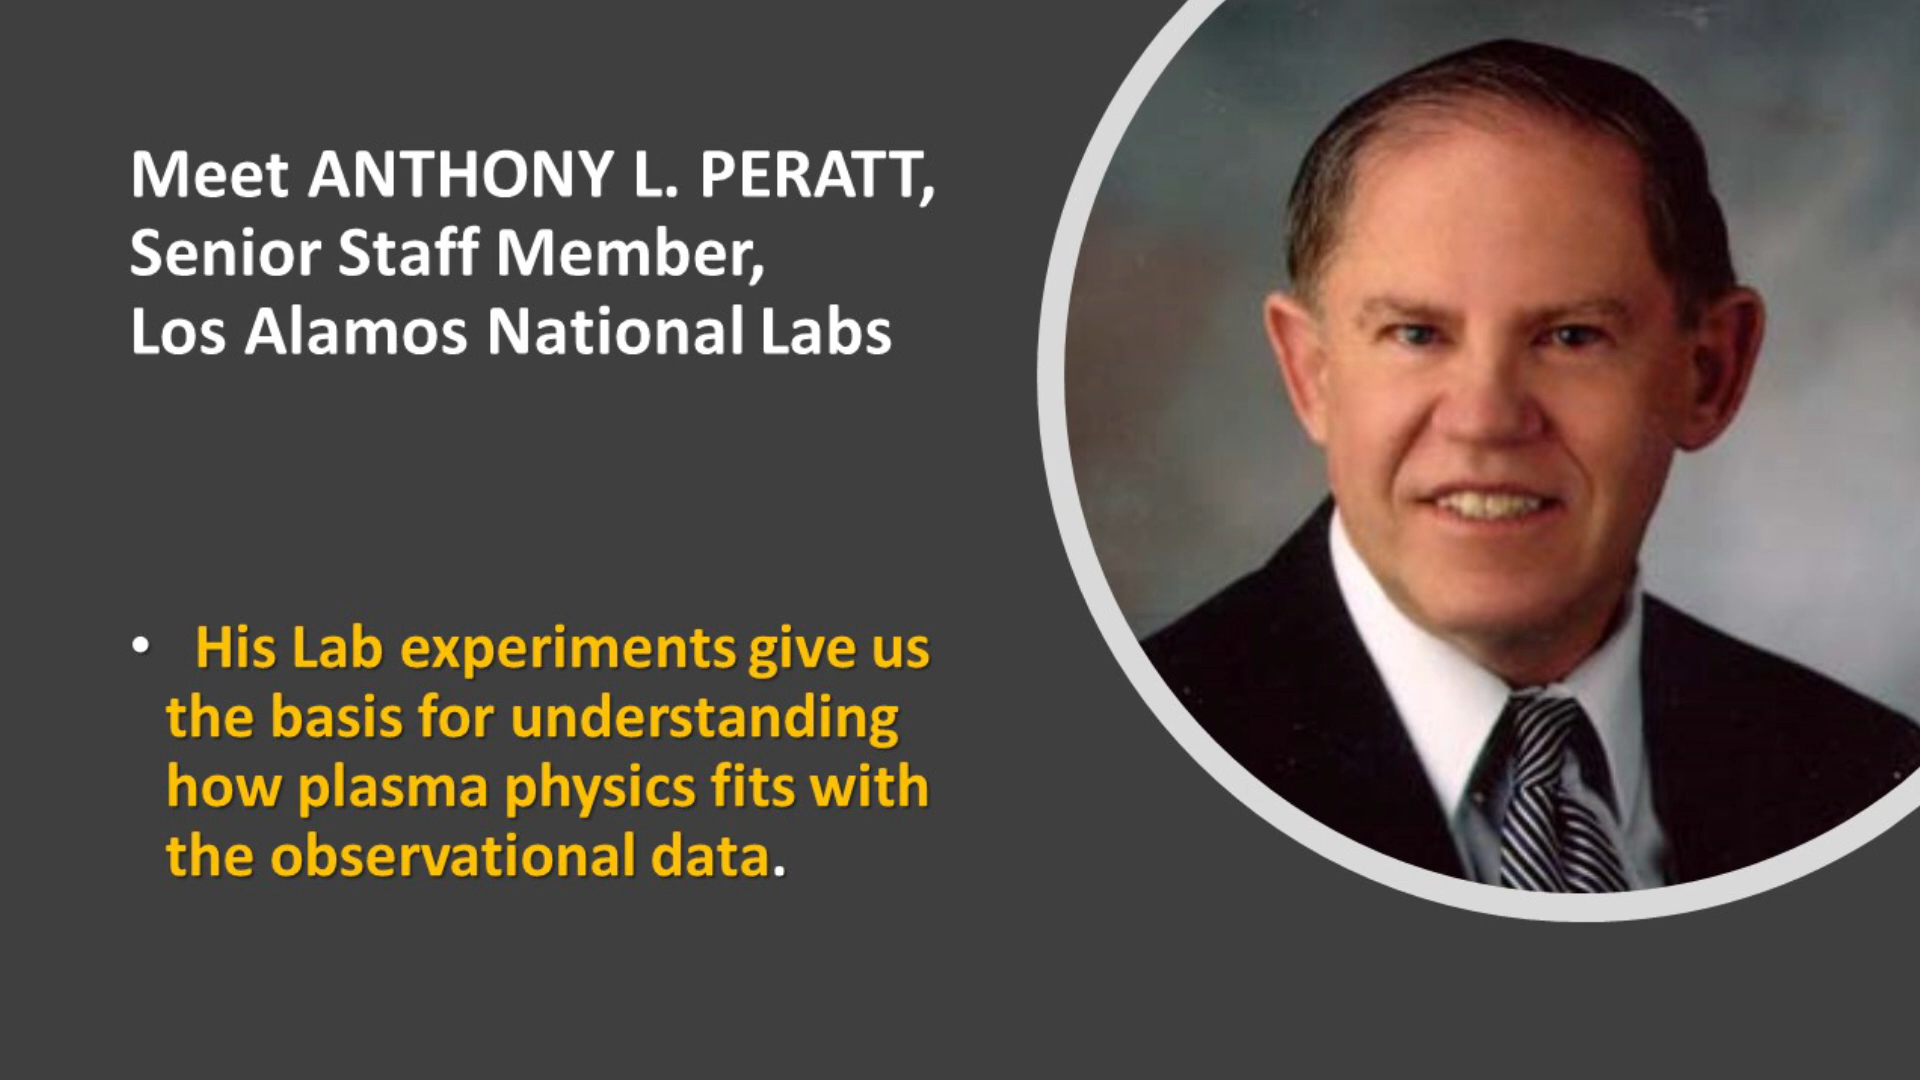 Meet ANTHONY L. PERATT,
Senior Staff Member,
Los Alamos National Labs
• His Lab experiments give us
the basis for understanding
how plasma physics fits with
the observational data.